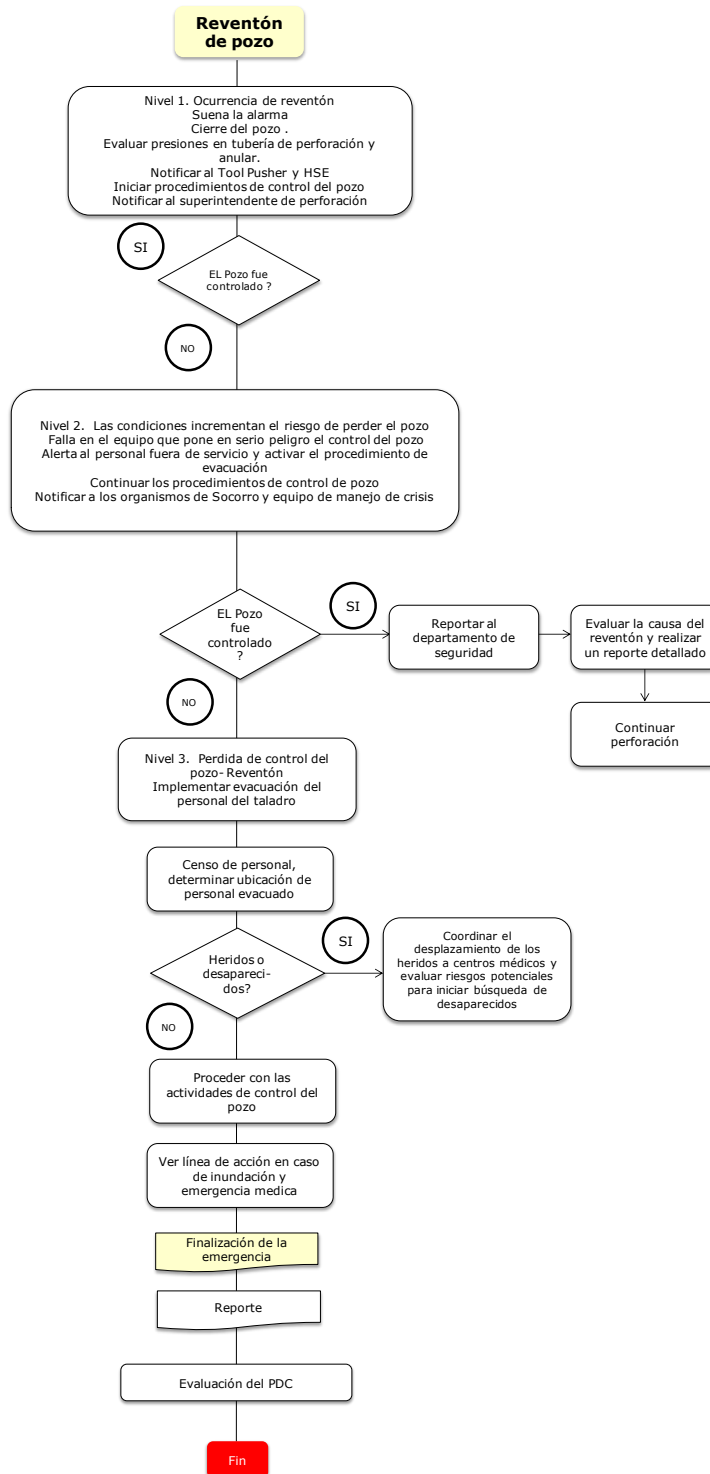 Reventón
de pozo
Nivel 1. Ocurrencia de reventón
Suena la alarma
Cierre del pozo .
Evaluar presiones en tubería de perforación y
anular.
Notificar al Tool Pusher y HSE
Iniciar procedimientos de control del pozo
Notificar al superintendente de perforación
SI
EL Pozo fue
controlado ?
NO
Nivel 2. Las condiciones incrementan el riesgo de perder el pozo
Falla en el equipo que pone en serio peligro el control del pozo
Alerta al personal fuera de servicio y activar el procedimiento de
evacuación
Continuar los procedimientos de control de pozo
Notificar a los organismos de Socorro y equipo de manejo de crisis
EL Pozo
fue
controlado
?
SI
Reportar al
departamento de
seguridad
Evaluar la causa del
reventón y realizar
un reporte detallado
Continuar
perforación
NO
Nivel 3. Perdida de control del
pozo- Reventón
Implementar evacuación del
personal del taladro
Censo de personal,
determinar ubicación de
personal evacuado
Heridos o
desapareci-
dos?
SI
Coordinar el
desplazamiento de los
heridos a centros médicos y
evaluar riesgos potenciales
para iniciar búsqueda de
desaparecidos
NO
Proceder con las
actividades de control del
pozo
Ver línea de acción en caso
de inundación y
emergencia medica
Finalización de la
emergencia
Reporte
Evaluación del PDC
Fin